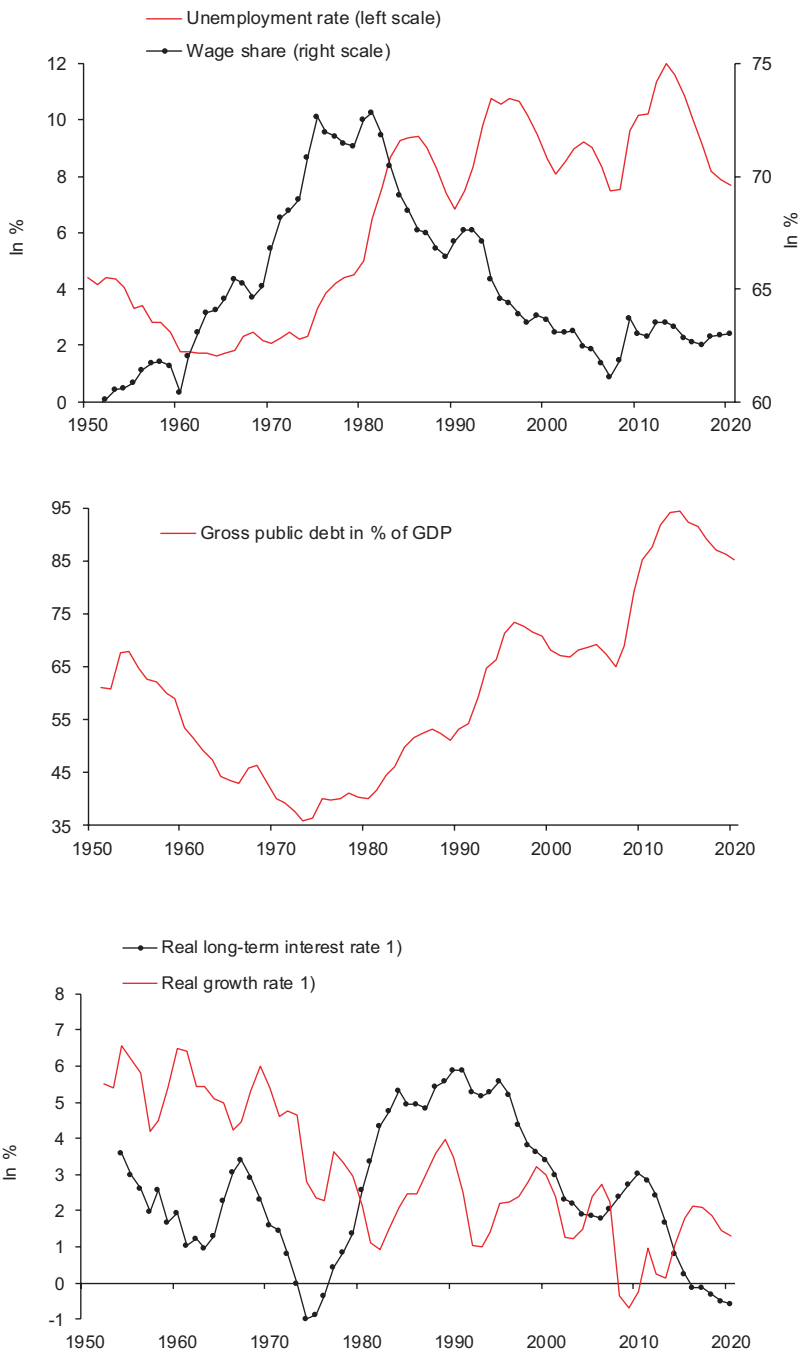 Unemployment rate (left scale)
Wage share (right scale)
12
10
8
6
4
2
0
In %
75
70
65
60
In %
1950 1960 1970 1980 1990 2000 2010 2020
95
85
75
65
55
45
35
Gross public debt in % of GDP
1950 1960 1970 1980 1990 2000 2010 2020
Real long-term interest rate 1)
Real growth rate 1)
8
7
6
5
4
3
2
1
0
-1
In %
1950 1960 1970 1980 1990 2000 2010 2020